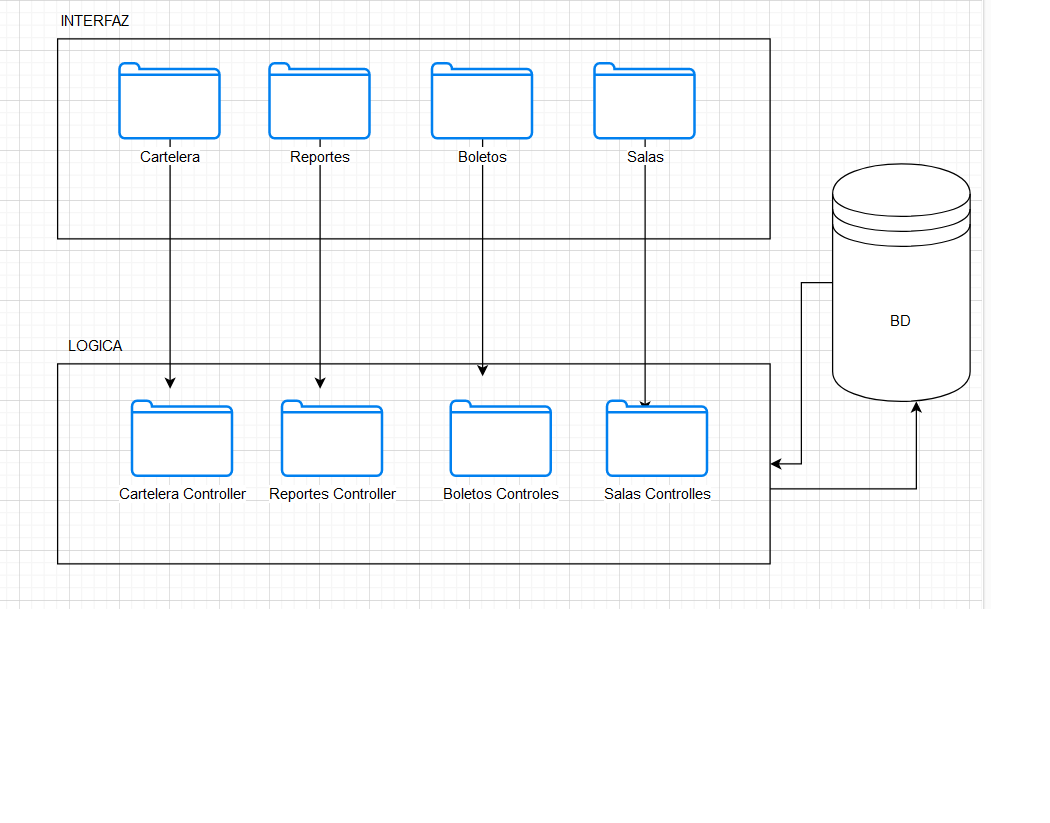 INTERFAZ
Cartelera
Reportes
Boletos
Salas
BD
LOGICA
Cartelera Controller
Reportes Controller
Boletos Controles
Salas Controlles